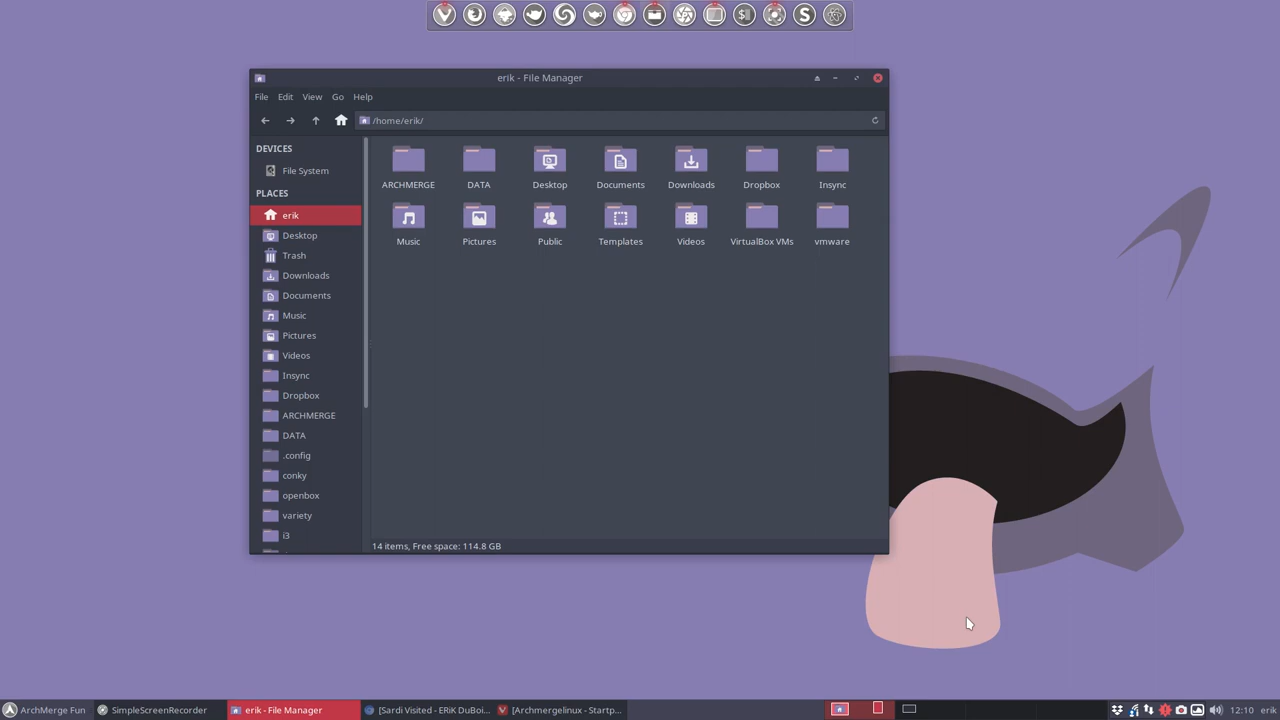 erik - File Manager
File Edit View Go Help
/home/erik/
DEVICES
File System
PLACES
erik
Desktop
Trash
Downloads
Documents
Music
Pictures
Videos
Insync
Dropbox
ARCHMERGE
DATA
.config
conky
openbox
variety
i3
ARCHMERGE DATA Desktop Documents Downloads Dropbox Insync
Music Pictures Public Templates Videos VirtualBox VMs vmware
14 items, Free space: 114.8 GB
ArchMerge Fun SimpleScreenRecorder erik - File Manager [Sardi Visited - ERiK DuBoi... [Archmergelinux - Startp... 12:10 erik